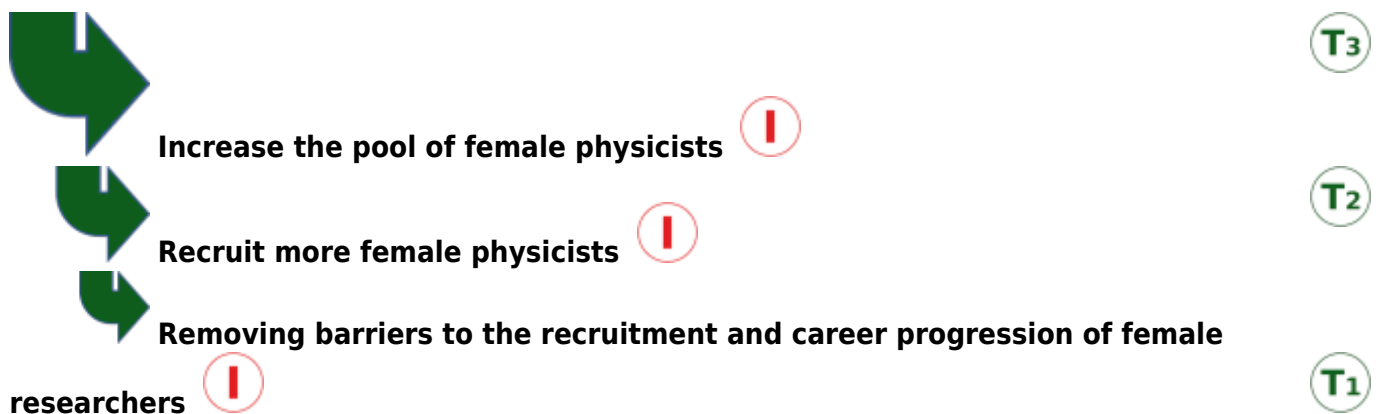 T3
Increase the pool of female physicists I
T2
Recruit more female physicists I
Removing barriers to the recruitment and career progression of female
researchers I T1